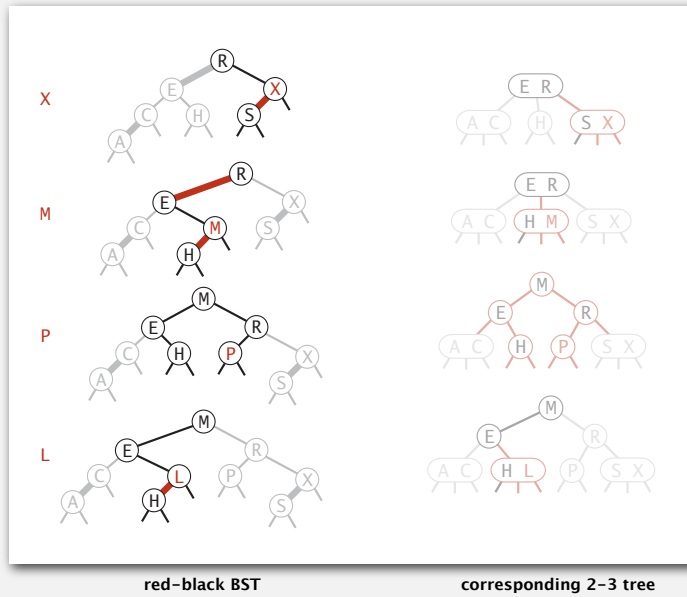 R
E X
X
C H S
A
E R
A C H S X
R
E X
M
C M S
A H
E R
A C H M S X
M
E R
P
C H P X
A S
M
E R
A C H P S X
M
E R
L
C L P X
A H S
M
E R
A C H L P S X
red-black BST
corresponding 2-3 tree